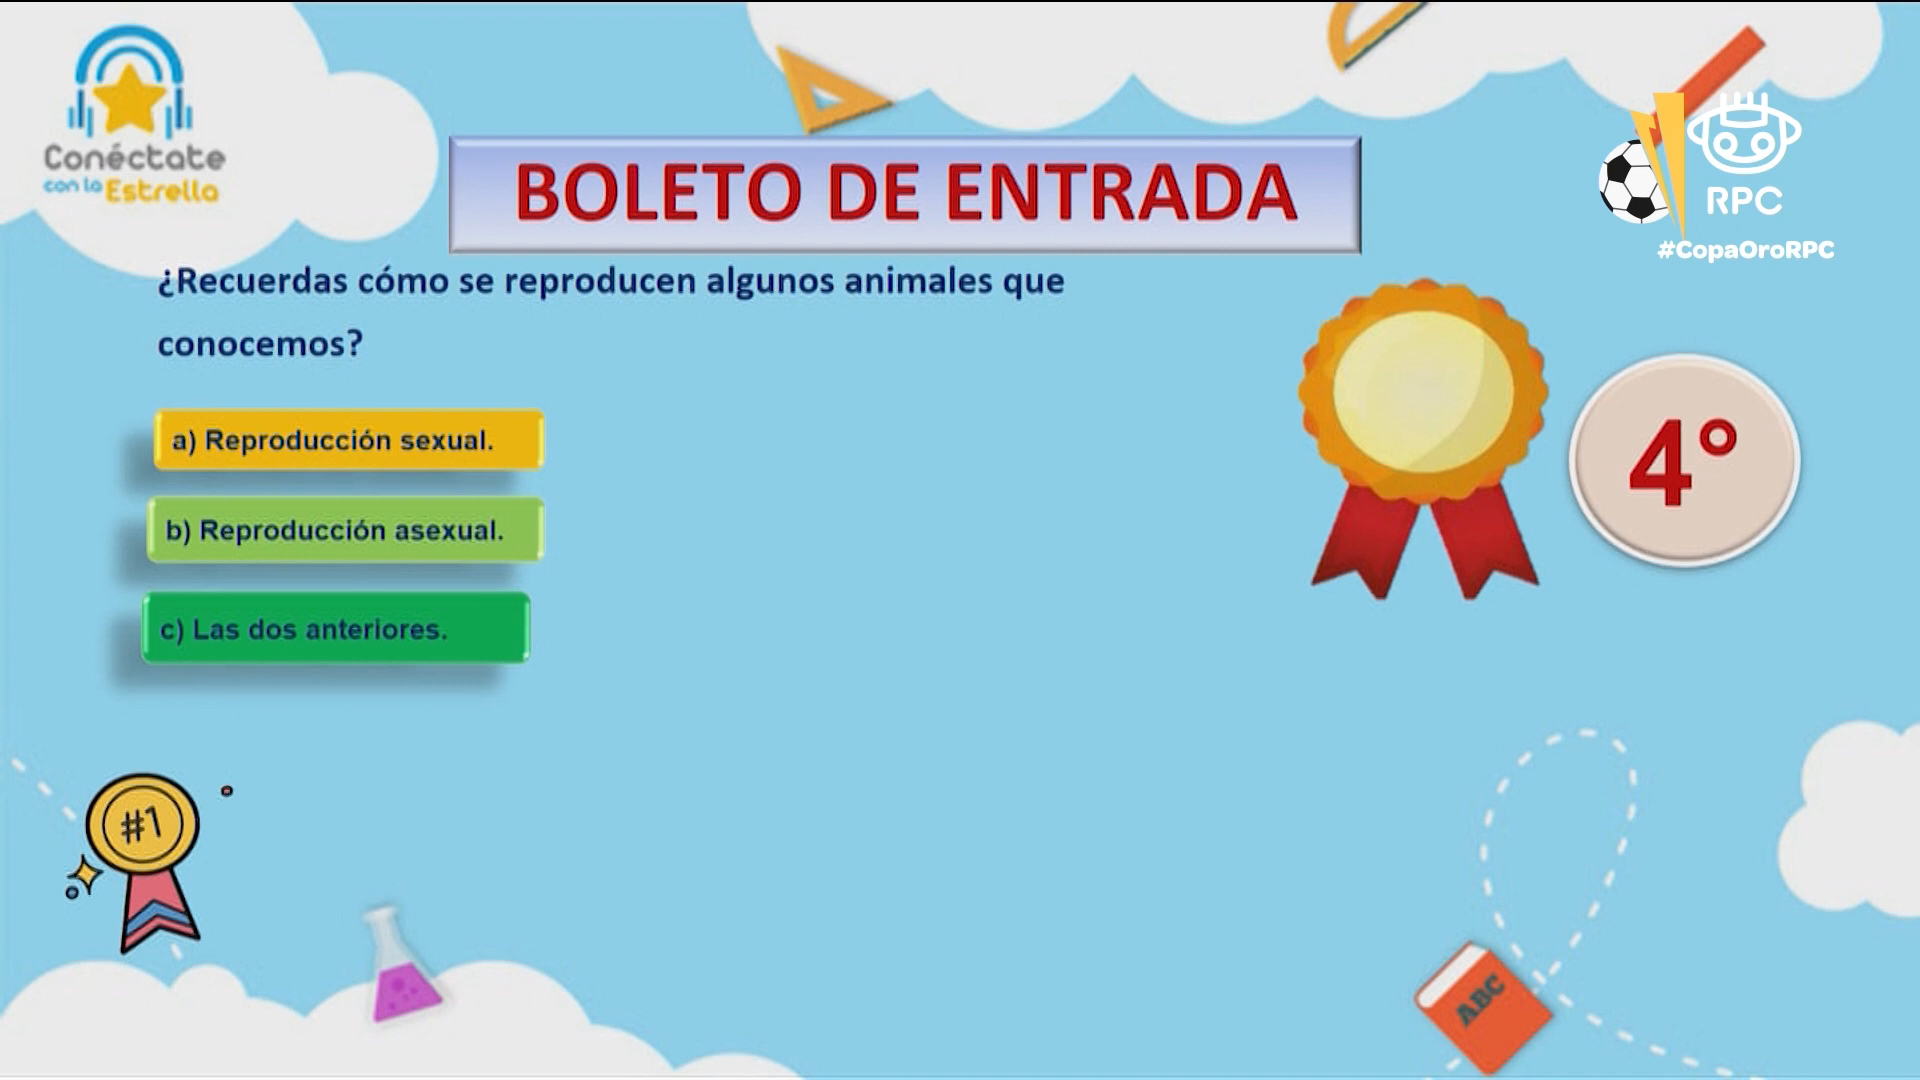 Conéctate
con la Estrella
BOLETO DE ENTRADA
RPC
#CopaOroRPC
¿Recuerdas cómo se reproducen algunos animales que
conocemos?
a) Reproducción sexual.
b) Reproducción asexual.
c) Las dos anteriores.
4°
#1
ABC